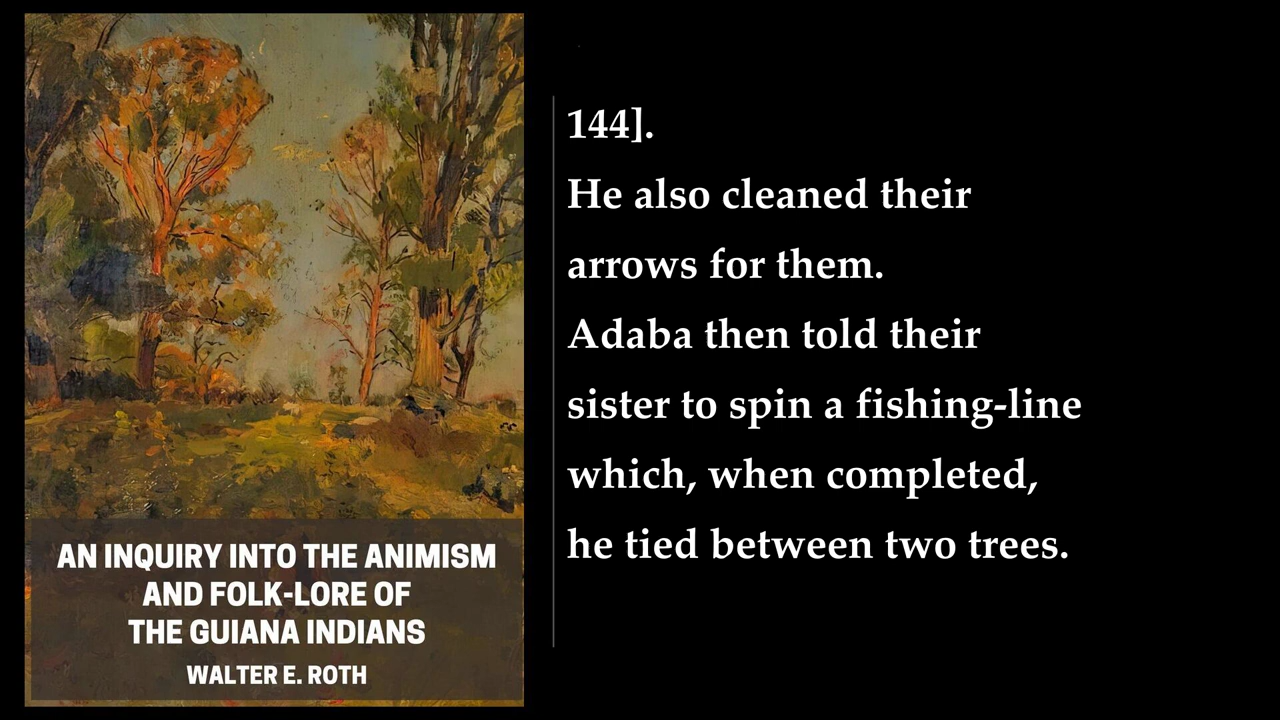 AN INQUIRY INTO THE ANIMISM
AND FOLK-LORE OF
THE GUIANA INDIANS
WALTER E. ROTH
144].
He also cleaned their
arrows for them.
Adaba then told their
sister to spin a fishing-line
which, when completed,
he tied between two trees.